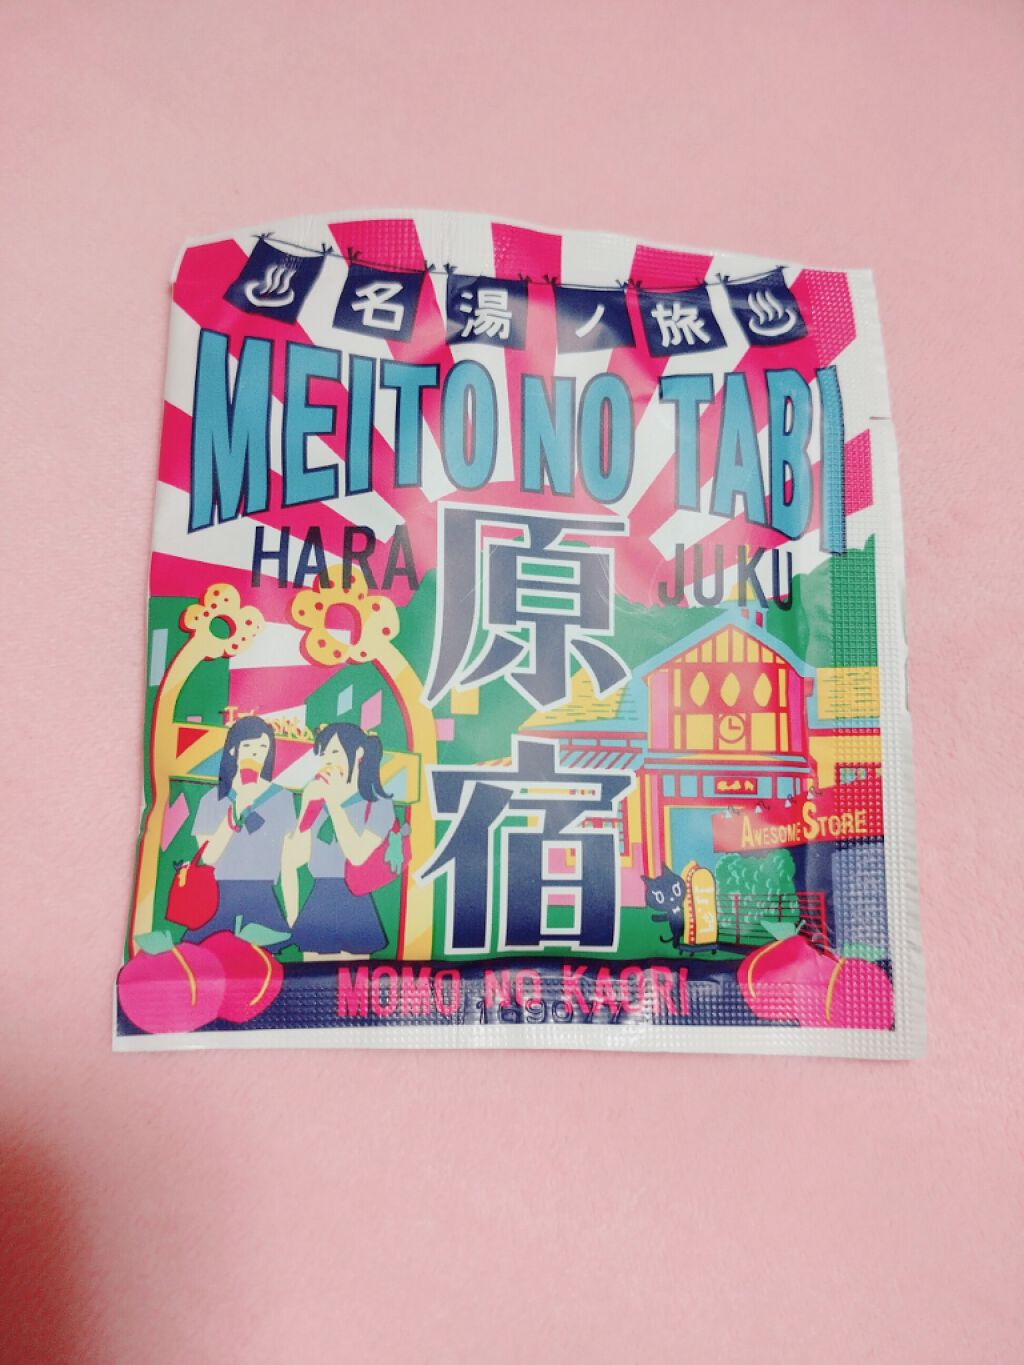 ♨名湯ノ旅♨
MEITO NO TABI
HARA JUKU
原宿
AWESOME STORE
MOMO NO KAORI